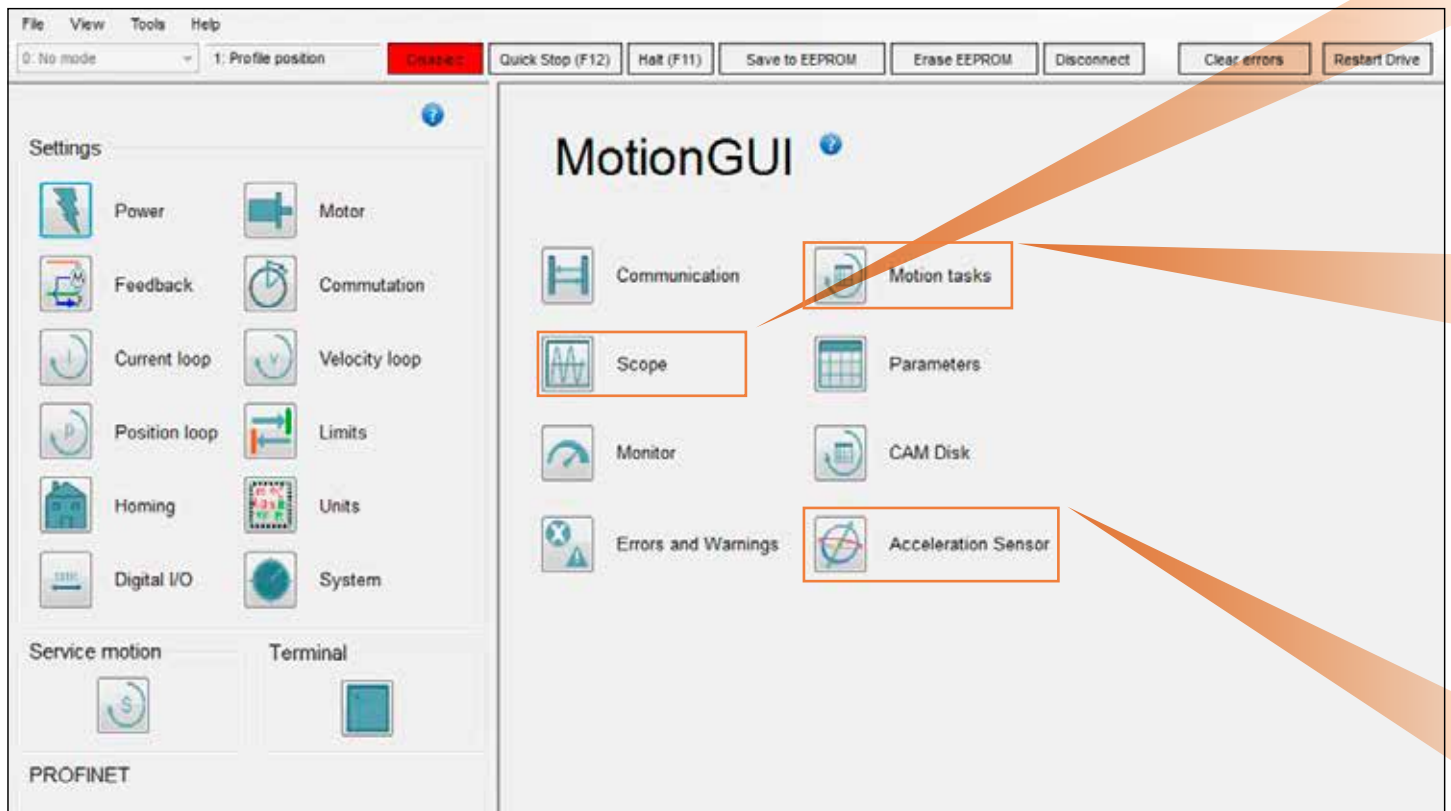 File View Tools Help
0: No mode 1: Profile position Quick Stop (F12) Halt (F11) Save to EEPROM Erase EEPROM Disconnect Clear errors Restart Drive
Settings
Power Motor
Feedback Commutation
Current loop Velocity loop
Position loop Limits
Homing Units
Digital I/O System
Service motion Terminal
PROFINET
MotionGUI
Communication Motion tasks
Scope Parameters
Monitor CAM Disk
Errors and Warnings Acceleration Sensor